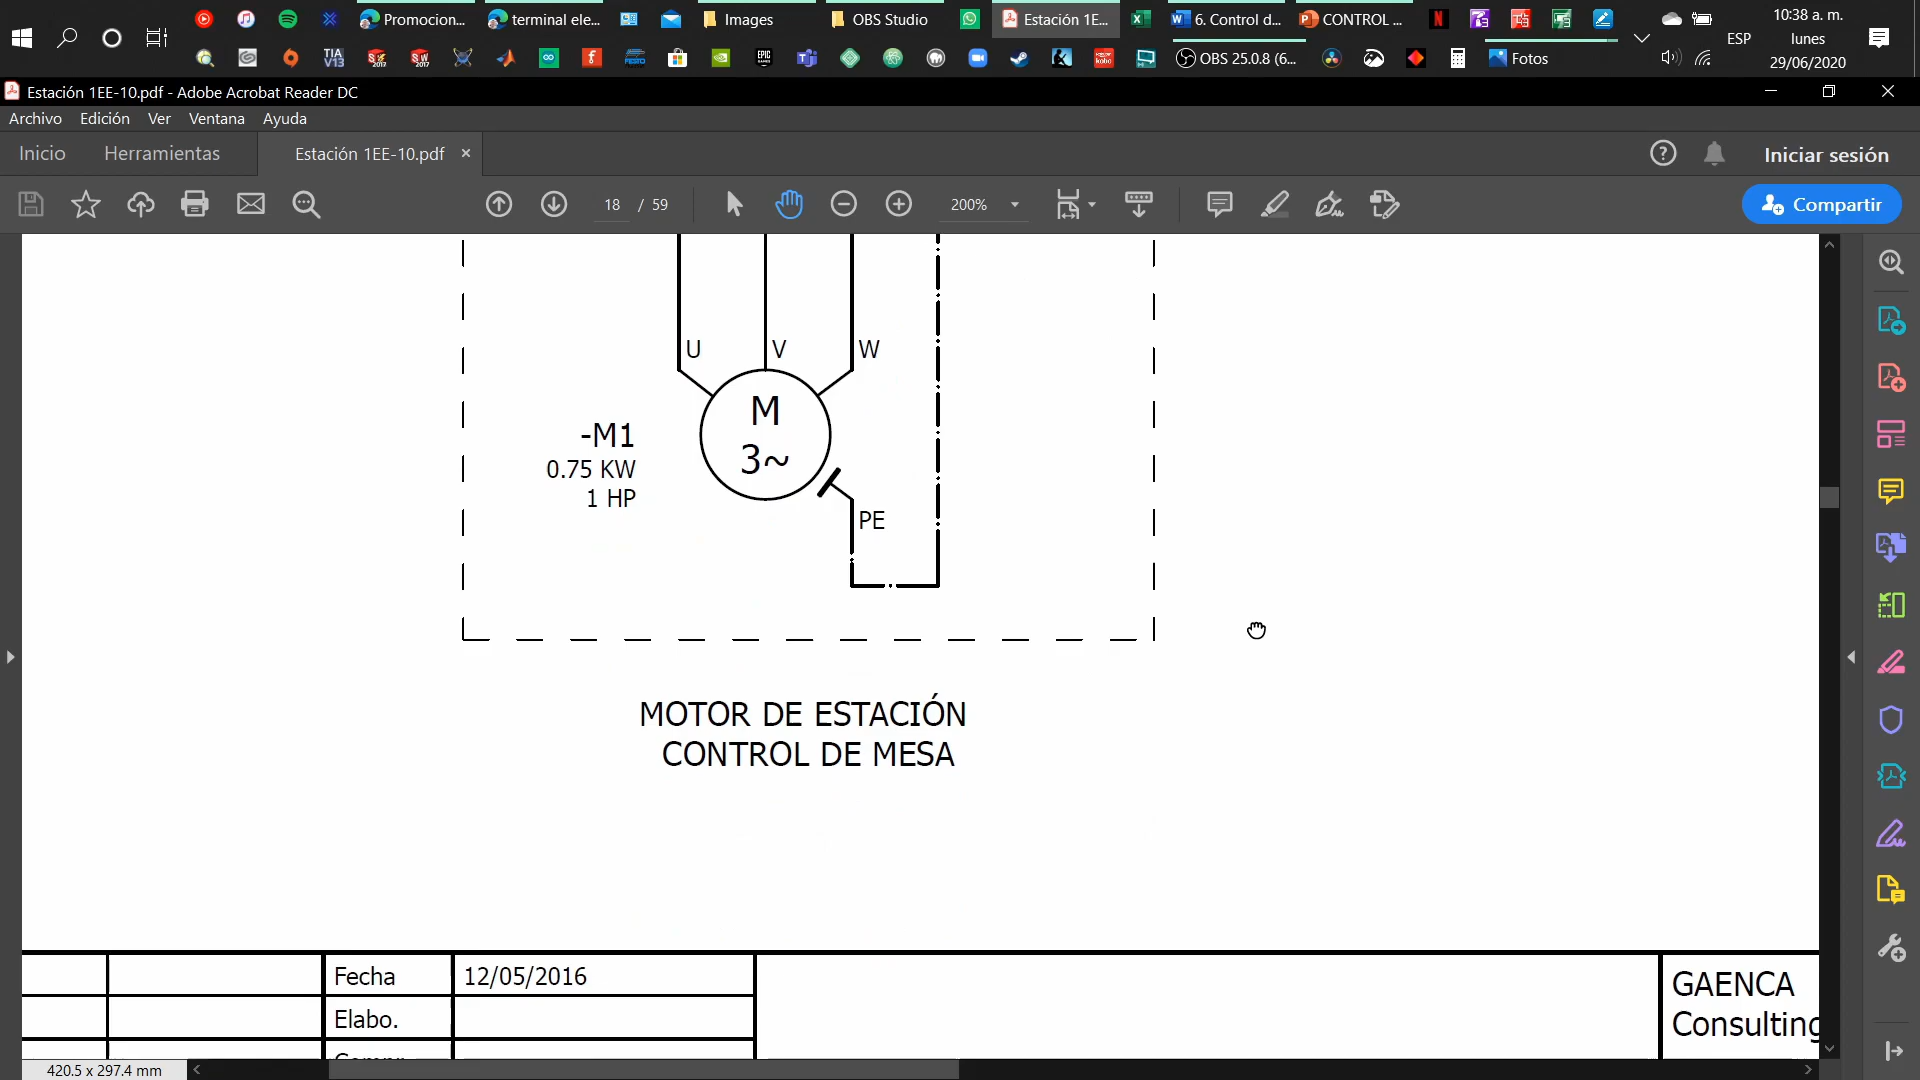 Promocion...
terminal ele...
Images
OBS Studio
Estación 1E...
6. Control d...
CONTROL ...
10:38 a. m.
ESP
lunes
OBS 25.0.8 (6...
Fotos
29/06/2020
Estación 1EE-10.pdf - Adobe Acrobat Reader DC
Archivo Edición Ver Ventana Ayuda
Inicio
Herramientas
Estación 1EE-10.pdf
Iniciar sesión
18 / 59
200%
Compartir
U
V
W
M
3~
-M1
0.75 KW
1 HP
PE
MOTOR DE ESTACIÓN
CONTROL DE MESA
Fecha
12/05/2016
Elabo.
GAENCA
Consulting
420.5 x 297.4 mm